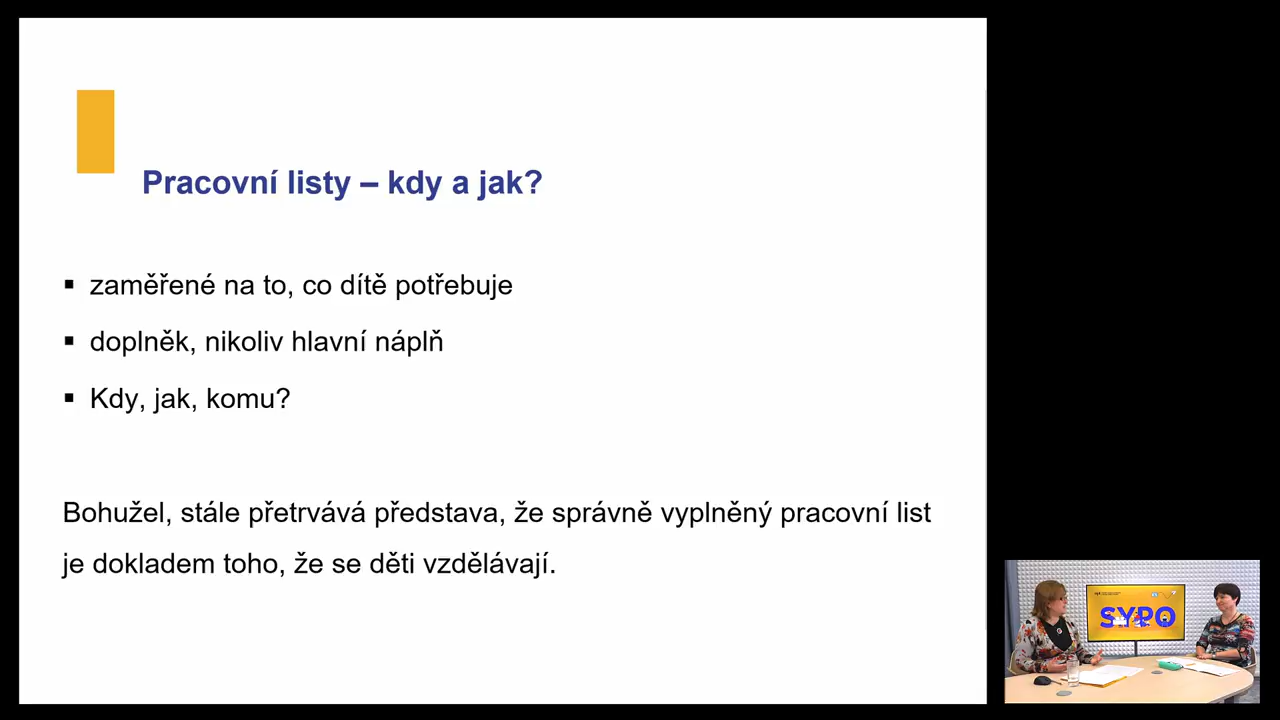 Pracovní listy – kdy a jak?
▪ zaměřené na to, co dítě potřebuje
▪ doplněk, nikoliv hlavní náplň
▪ Kdy, jak, komu?
Bohužel, stále přetrvává představa, že správně vyplněný pracovní list
je dokladem toho, že se děti vzdělávají.
SYPO